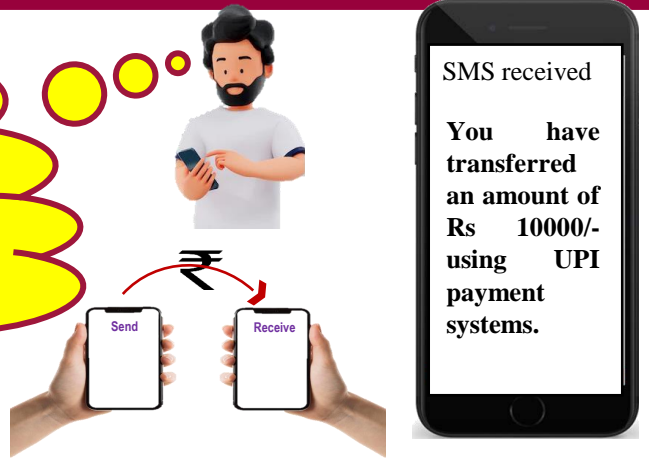 SMS received
You have
transferred
an amount of
Rs 10000/-
using UPI
payment
systems.
₹
Send
Receive